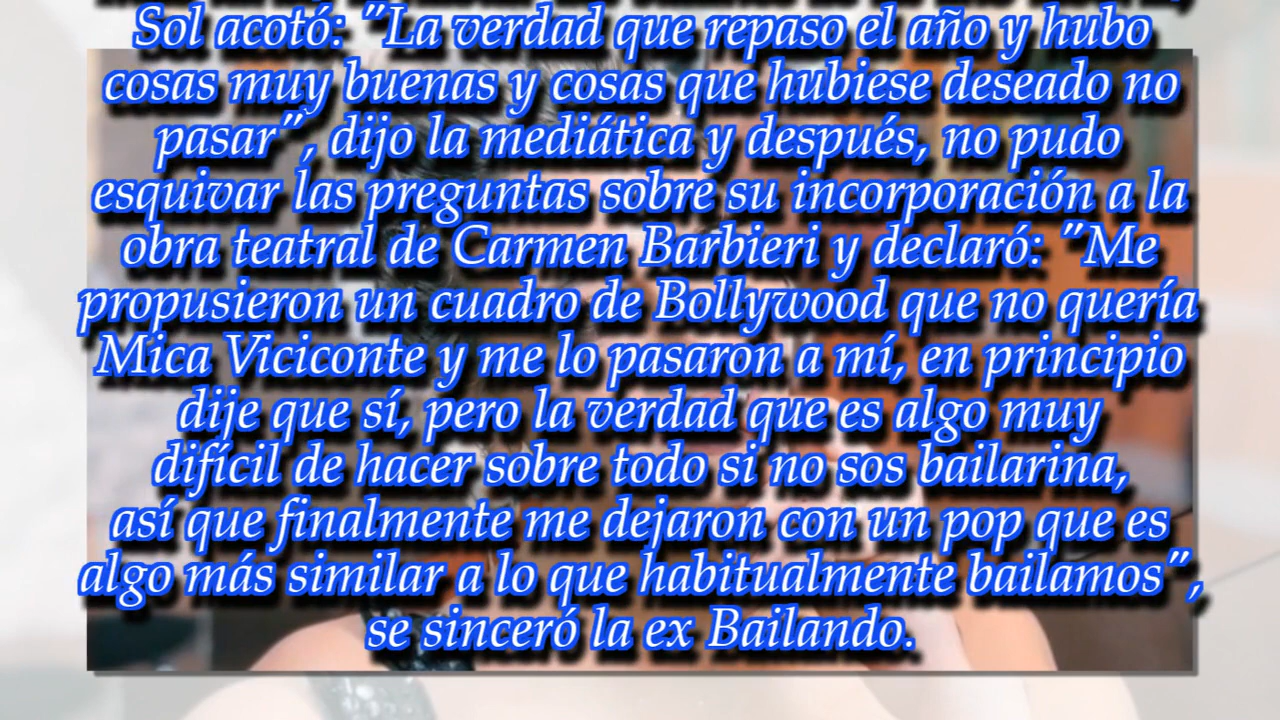 Sol acotó: "La verdad que repaso el año y hubo
cosas muy buenas y cosas que hubiese deseado no
pasar", dijo la mediática y después, no pudo
esquivar las preguntas sobre su incorporación a la
obra teatral de Carmen Barbieri y declaró: "Me
propusieron un cuadro de Bollywood que no quería
Mica Viciconte y me lo pasaron a mí, en principio
dije que sí, pero la verdad que es algo muy
difícil de hacer sobre todo si no sos bailarina,
así que finalmente me dejaron con un pop que es
algo más similar a lo que habitualmente bailamos",
se sinceró la ex Bailando.